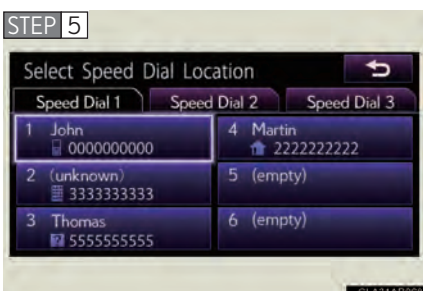 STEP 5
Select Speed Dial Location
Speed Dial 1 Speed Dial 2 Speed Dial 3
1 John
0000000000
2 (unknown)
3333333333
3 Thomas
5555555555
4 Martin
2222222222
5 (empty)
6 (empty)